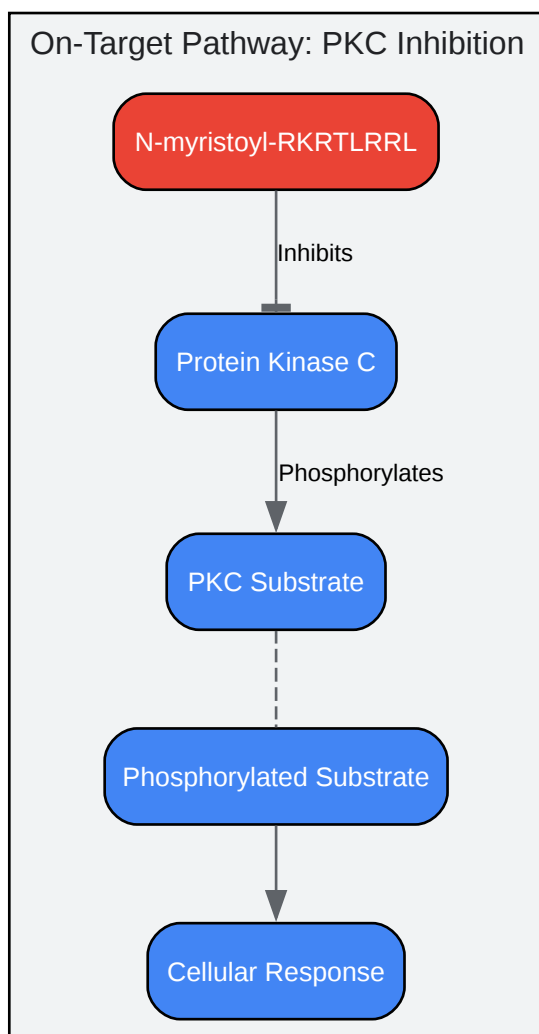 On-Target Pathway: PKC Inhibition
N-myristoyl-RKRTLRRL
Inhibits
Protein Kinase C
Phosphorylates
PKC Substrate
Phosphorylated Substrate
Cellular Response